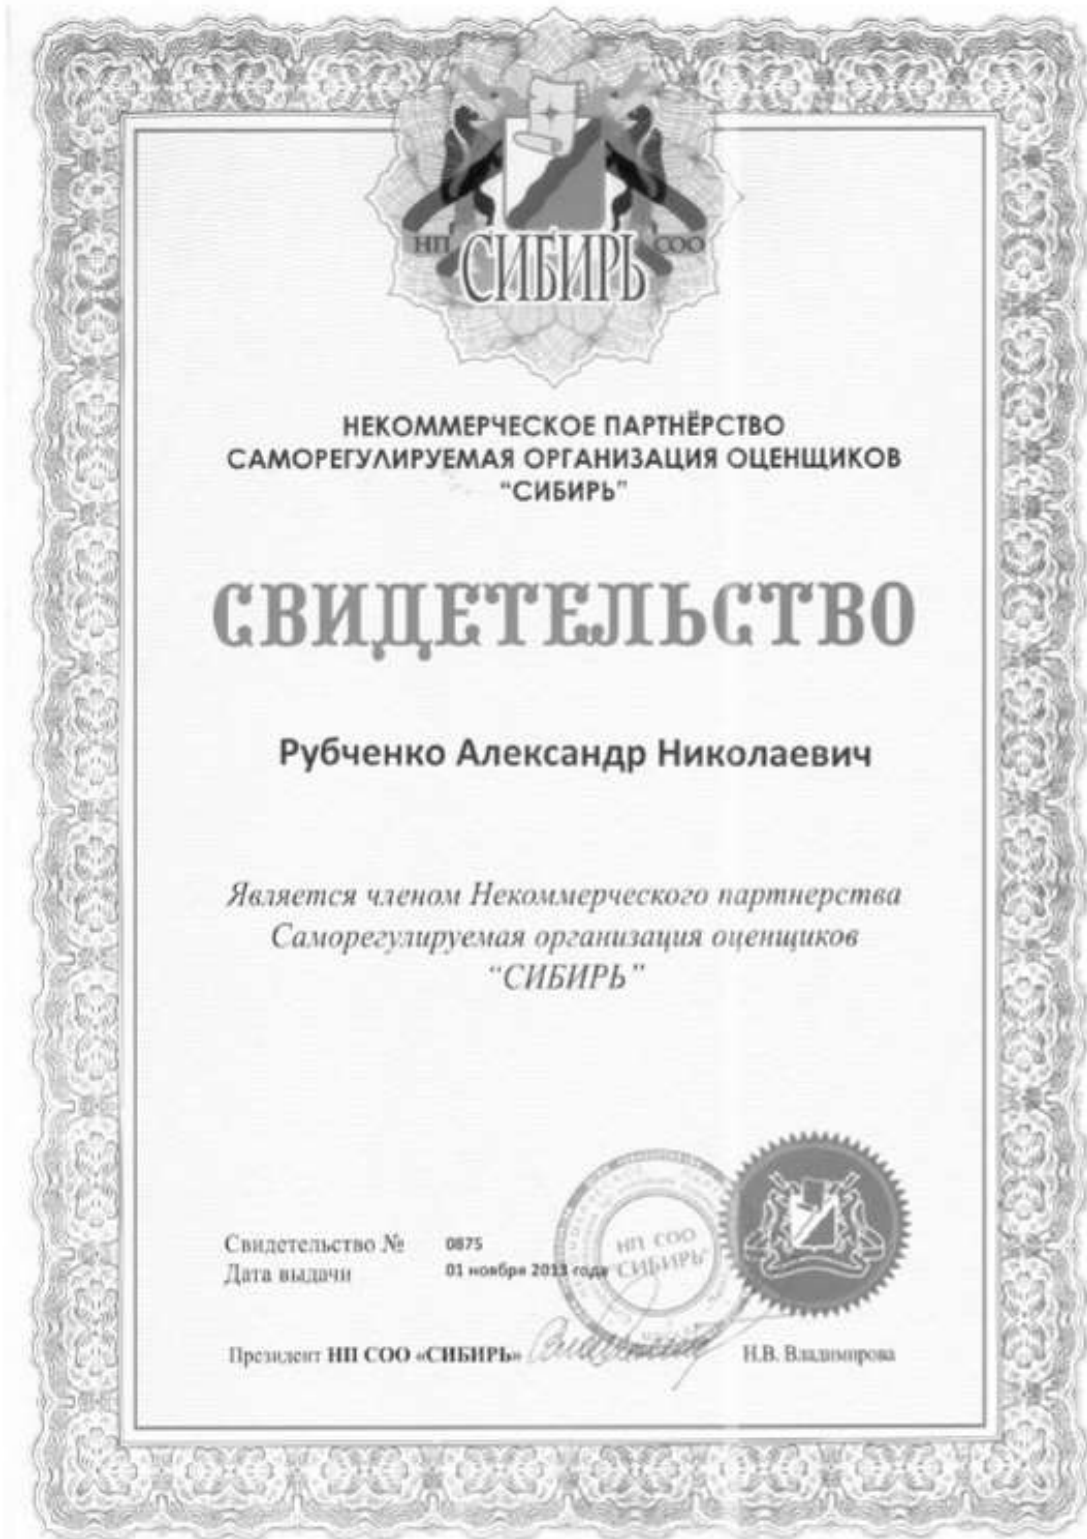 НП СИБИРЬ СОО
НЕКОММЕРЧЕСКОЕ ПАРТНЁРСТВО
САМОРЕГУЛИРУЕМАЯ ОРГАНИЗАЦИЯ ОЦЕНЩИКОВ
“СИБИРЬ”
СВИДЕТЕЛЬСТВО
Рубченко Александр Николаевич
Является членом Некоммерческого партнерства
Саморегулируемая организация оценщиков
“СИБИРЬ”
НП СОО
СИБИРЬ"
Свидетельство № 0875
Дата выдачи 01 ноября 2013 года
Президент НП СОО «СИБИРЬ» Н.В. Владимирова